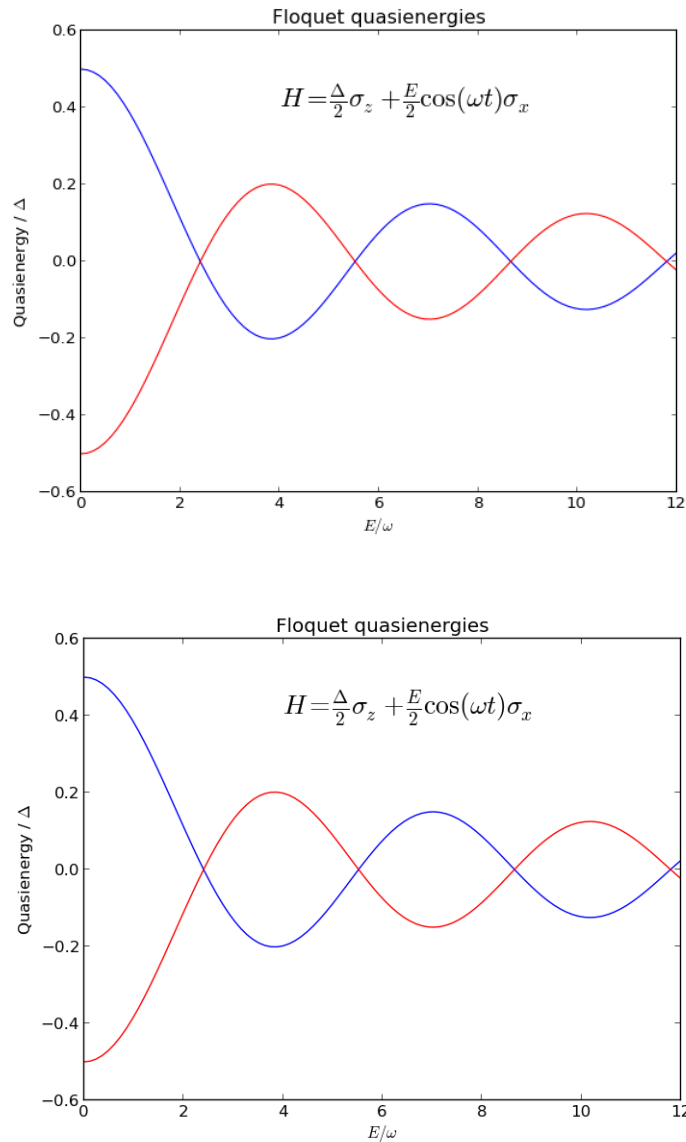 Floquet quasienergies
0.6
H = Δ/2 σz + E/2 cos(ωt)σx
0.4
0.2
Quasienergy / Δ
0.0
−0.2
−0.4
−0.6
0 2 4 6 8 10 12
E/ω
Floquet quasienergies
0.6
H = Δ/2 σz + E/2 cos(ωt)σx
0.4
0.2
Quasienergy / Δ
0.0
−0.2
−0.4
−0.6
0 2 4 6 8 10 12
E/ω